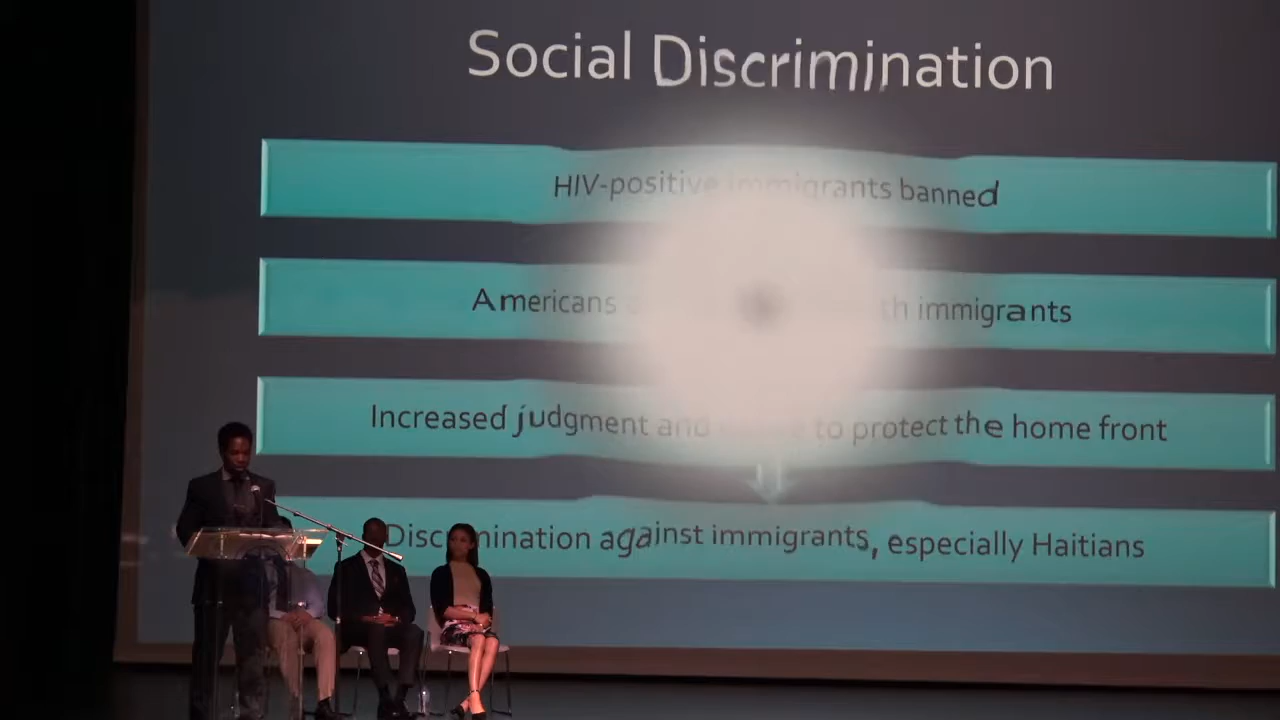 Social Discrimination
HIV-positive immigrants banned
Americans immigrants
Increased judgment and to protect the home front
Discrimination against immigrants, especially Haitians